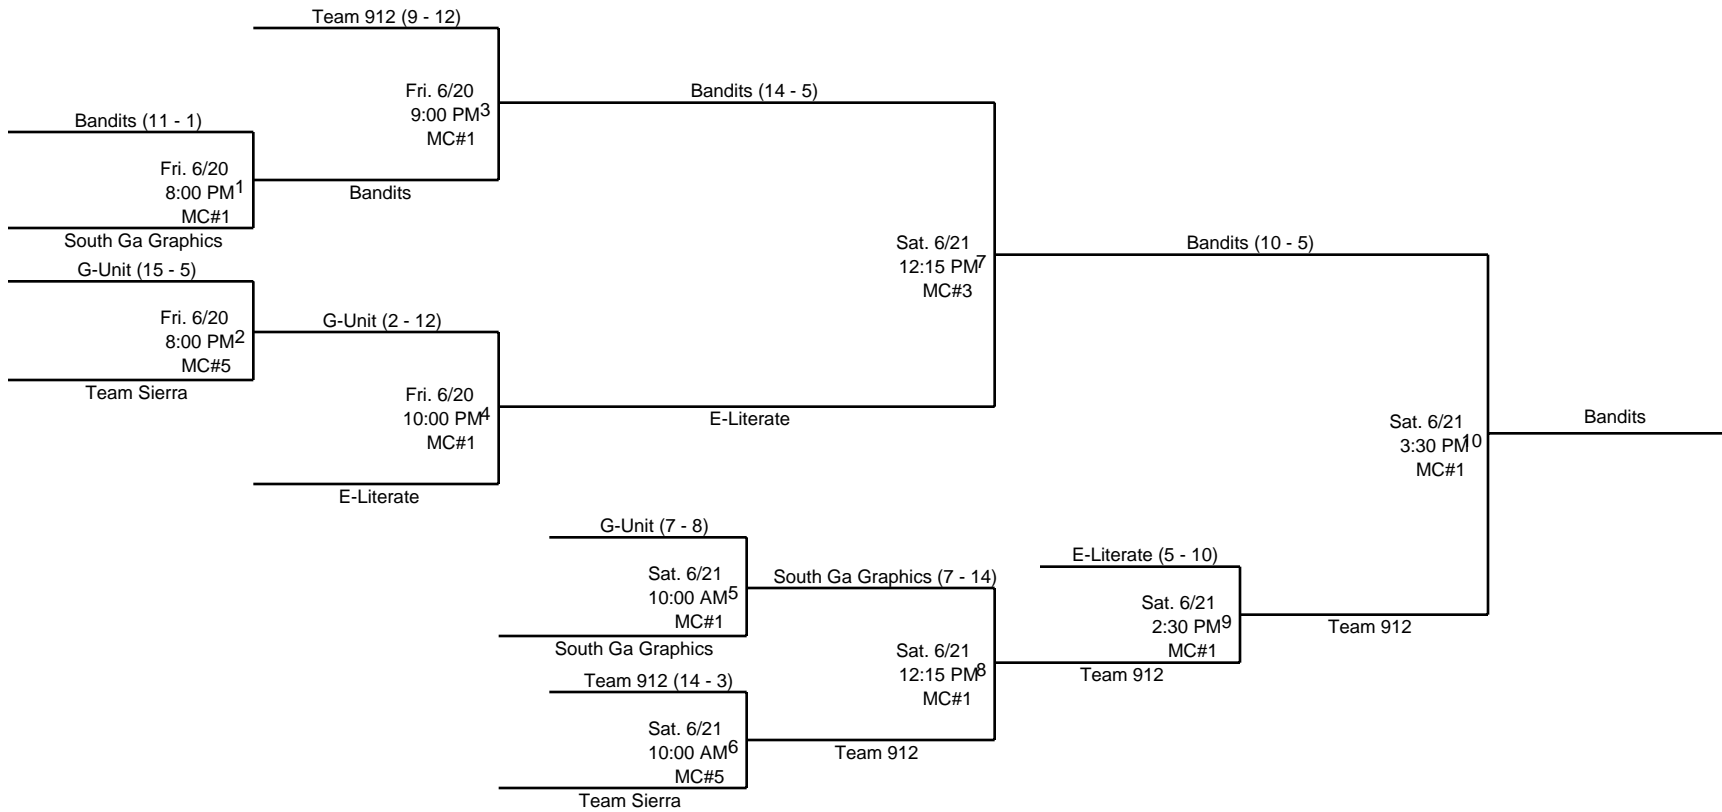 Team 912 (9 - 12)
Fri. 6/20
9:00 PM 3
MC#1
Bandits (14 - 5)
Bandits (11 - 1)
Fri. 6/20
8:00 PM 1
MC#1
Bandits
South Ga Graphics
G-Unit (15 - 5)
Fri. 6/20
8:00 PM 2
MC#5
Team Sierra
G-Unit (2 - 12)
Fri. 6/20
10:00 PM 4
MC#1
E-Literate
E-Literate
Sat. 6/21
12:15 PM 7
MC#3
Bandits (10 - 5)
Sat. 6/21
3:30 PM 10
MC#1
Bandits
G-Unit (7 - 8)
Sat. 6/21
10:00 AM 5
MC#1
South Ga Graphics
South Ga Graphics (7 - 14)
Sat. 6/21
12:15 PM 8
MC#1
Team 912 (14 - 3)
Sat. 6/21
10:00 AM 6
MC#5
Team Sierra
Team 912
E-Literate (5 - 10)
Sat. 6/21
2:30 PM 9
MC#1
Team 912
Team 912